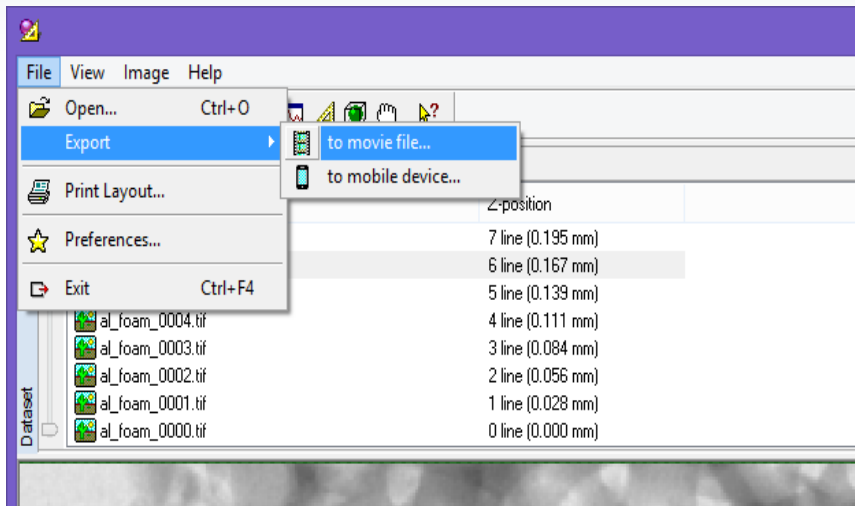 File View Image Help
Open... Ctrl+O
Export
to movie file...
to mobile device...
Print Layout...
Preferences...
Exit Ctrl+F4
Z-position
7 line (0.195 mm)
6 line (0.167 mm)
5 line (0.139 mm)
al_foam_0004.tif 4 line (0.111 mm)
al_foam_0003.tif 3 line (0.084 mm)
al_foam_0002.tif 2 line (0.056 mm)
al_foam_0001.tif 1 line (0.028 mm)
al_foam_0000.tif 0 line (0.000 mm)
Dataset